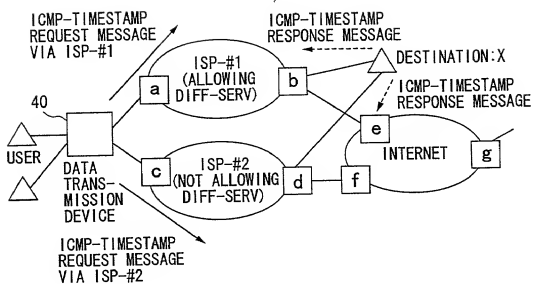 ICMP-TIMESTAMP
REQUEST MESSAGE
VIA ISP-#1
ICMP-TIMESTAMP
RESPONSE MESSAGE
ISP-#1
(ALLOWING
DIFF-SERV)
a
b
DESTINATION:X
ICMP-TIMESTAMP
RESPONSE MESSAGE
40
USER
DATA
TRANS-
MISSION
DEVICE
c
ISP-#2
(NOT ALLOWING
DIFF-SERV)
d
e
f
INTERNET
g
ICMP-TIMESTAMP
REQUEST MESSAGE
VIA ISP-#2